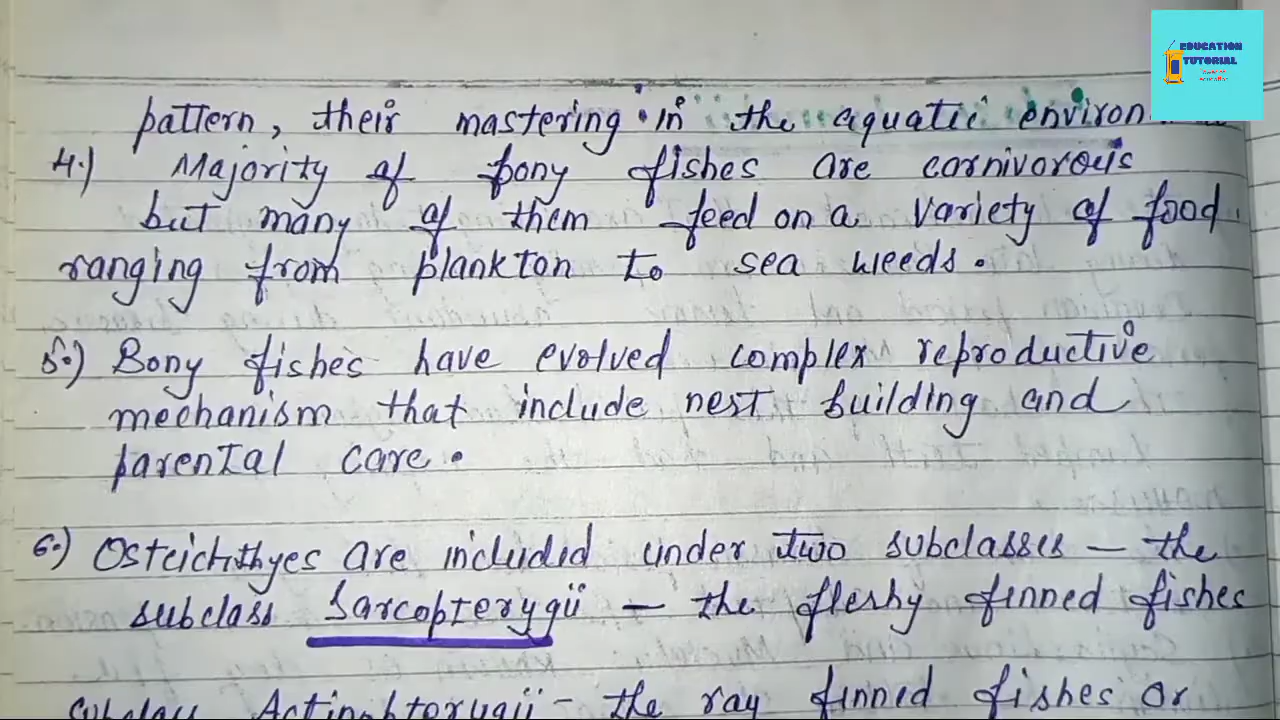 EDUCATION
TUTORIAL
pattern, their mastering in the aquatic environ
4.) Majority of bony fishes are carnivorous
but many of them feed on a variety of food
ranging from plankton to sea weeds.
5.) Bony fishes have evolved complex reproductive
mechanism that include nest building and
parental care.
6.) Osteichthyes are included under two subclasses – the
subclass Sarcopterygii – the fleshy finned fishes
subclass Actinopterygii – the ray finned fishes or